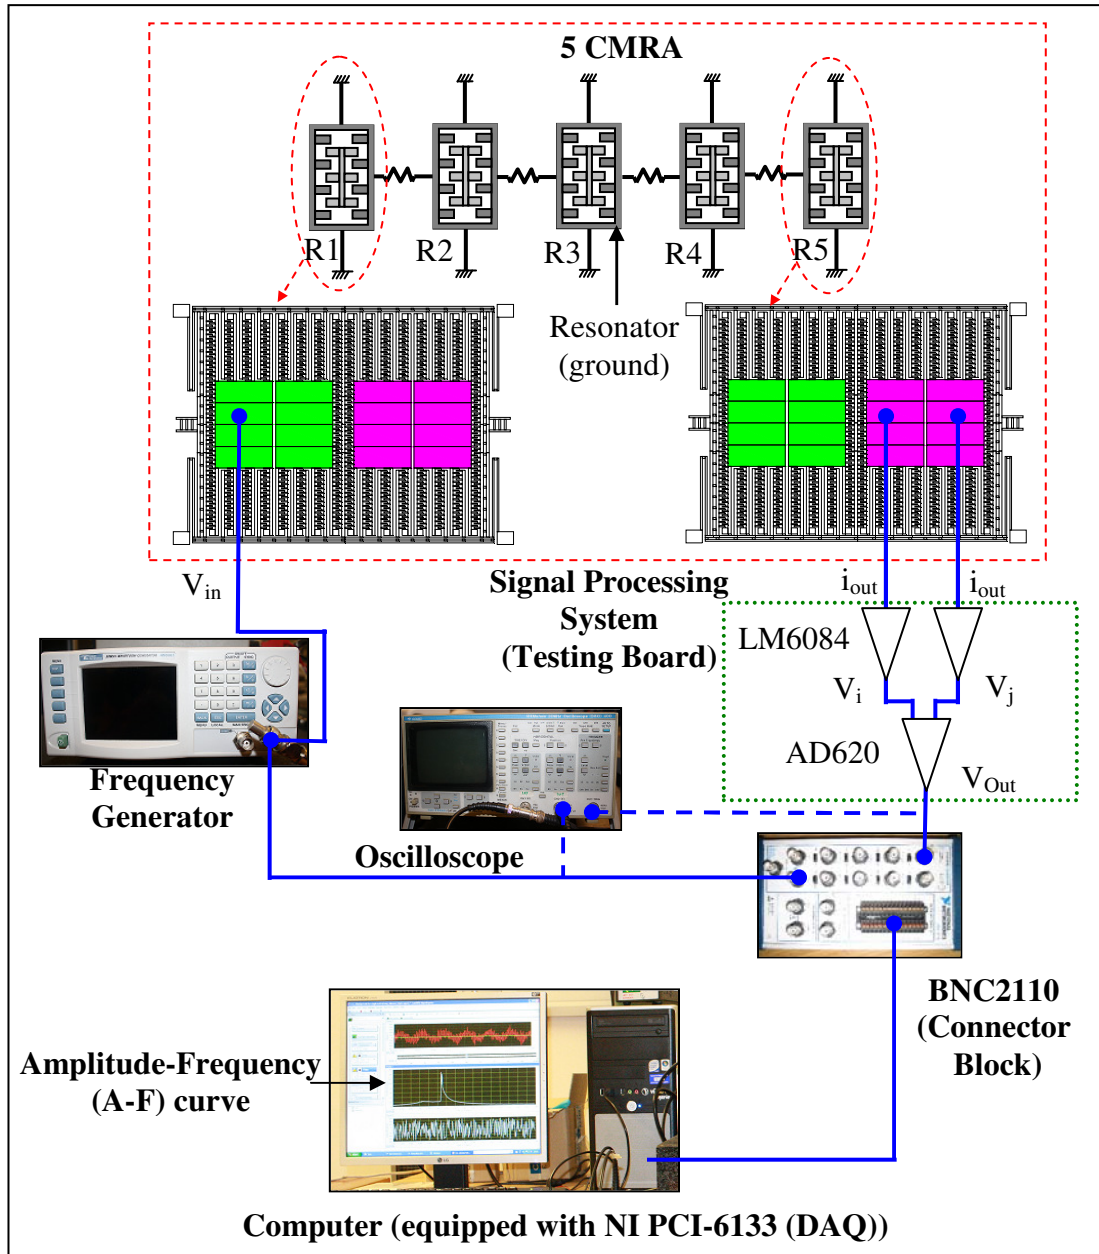 5 CMRA
R1
R2
R3
R4
R5
Resonator
(ground)
V_in
Signal Processing
System
(Testing Board)
i_out
i_out
LM6084
V_i
V_j
AD620
V_Out
Frequency
Generator
Oscilloscope
BNC2110
(Connector
Block)
Amplitude-Frequency
(A-F) curve
Computer (equipped with NI PCI-6133 (DAQ))